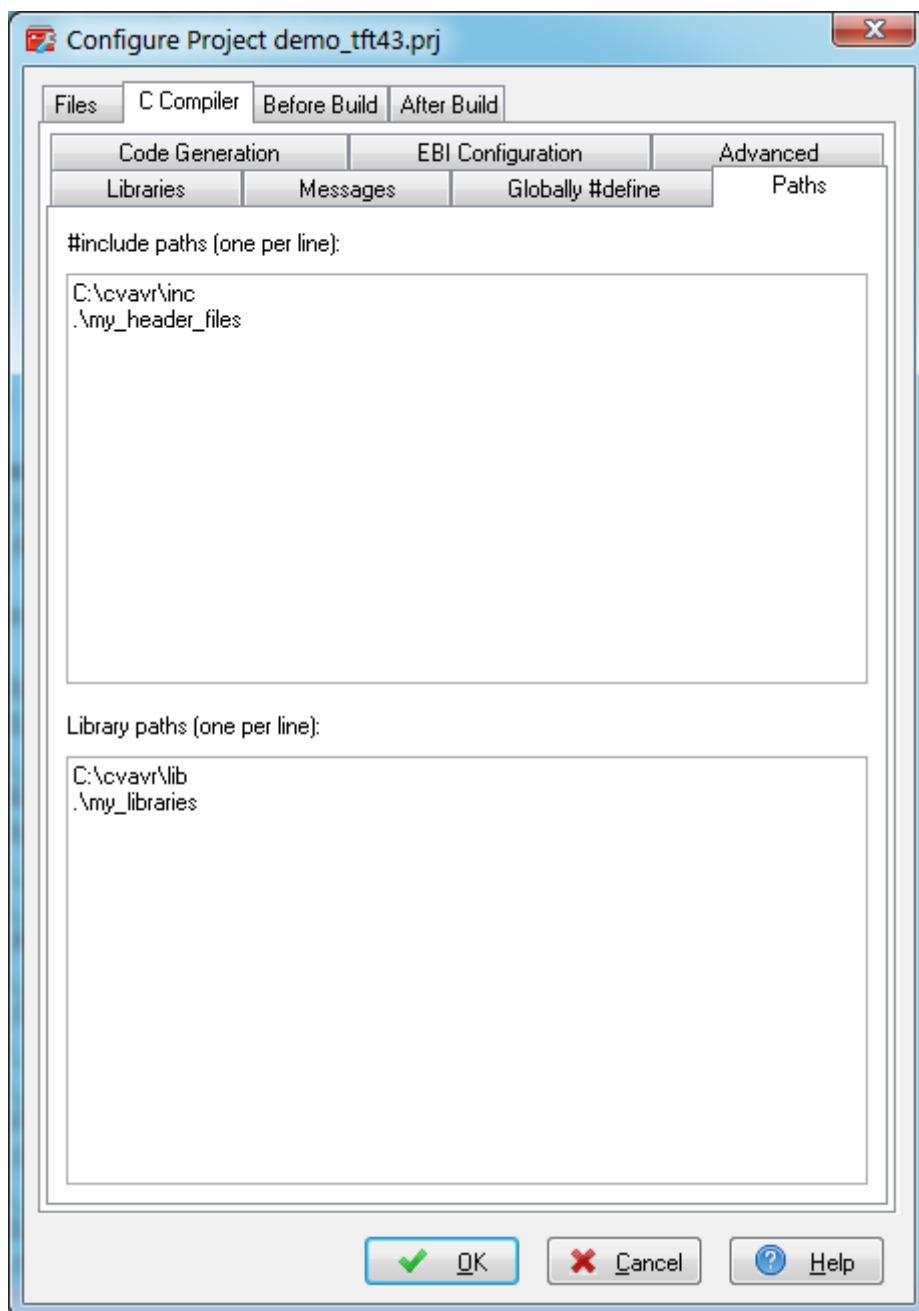 Configure Project demo_tft43.prj
Files C Compiler Before Build After Build
Code Generation EBI Configuration Advanced
Libraries Messages Globally #define Paths
#include paths (one per line):
C:\cvavr\inc
.\my_header_files
Library paths (one per line):
C:\cvavr\lib
.\my_libraries
OK Cancel Help